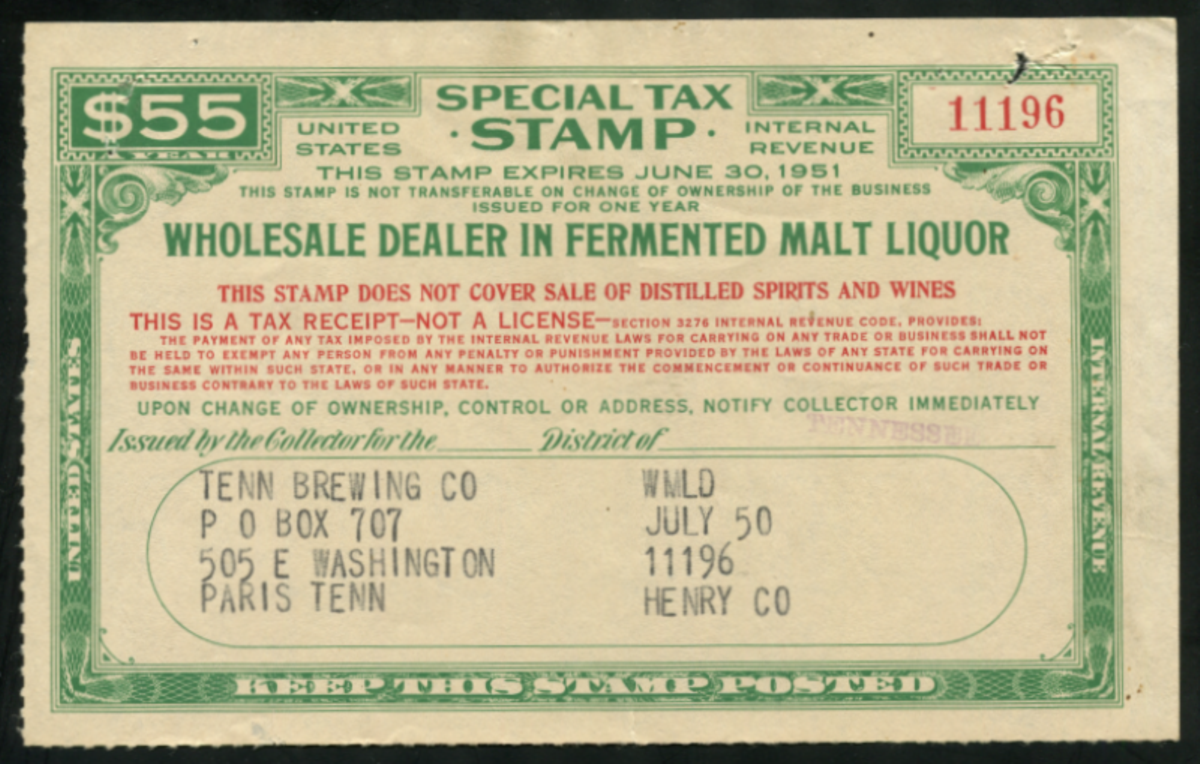 $55
A YEAR
UNITED STATES
SPECIAL TAX
·STAMP·
INTERNAL REVENUE
11196
THIS STAMP EXPIRES JUNE 30, 1951
THIS STAMP IS NOT TRANSFERABLE ON CHANGE OF OWNERSHIP OF THE BUSINESS
ISSUED FOR ONE YEAR
WHOLESALE DEALER IN FERMENTED MALT LIQUOR
THIS STAMP DOES NOT COVER SALE OF DISTILLED SPIRITS AND WINES
THIS IS A TAX RECEIPT—NOT A LICENSE—SECTION 3276 INTERNAL REVENUE CODE, PROVIDES:
THE PAYMENT OF ANY TAX IMPOSED BY THE INTERNAL REVENUE LAWS FOR CARRYING ON ANY TRADE OR BUSINESS SHALL NOT
BE HELD TO EXEMPT ANY PERSON FROM ANY PENALTY OR PUNISHMENT PROVIDED BY THE LAWS OF ANY STATE FOR CARRYING ON
THE SAME WITHIN SUCH STATE, OR IN ANY MANNER TO AUTHORIZE THE COMMENCEMENT OR CONTINUANCE OF SUCH TRADE OR
BUSINESS CONTRARY TO THE LAWS OF SUCH STATE.
UPON CHANGE OF OWNERSHIP, CONTROL OR ADDRESS, NOTIFY COLLECTOR IMMEDIATELY
Issued by the Collector for the District of TENNESSEE
TENN BREWING CO WMLD
P O BOX 707 JULY 50
505 E WASHINGTON 11196
PARIS TENN HENRY CO
UNITED STATES
INTERNAL REVENUE
KEEP THIS STAMP POSTED